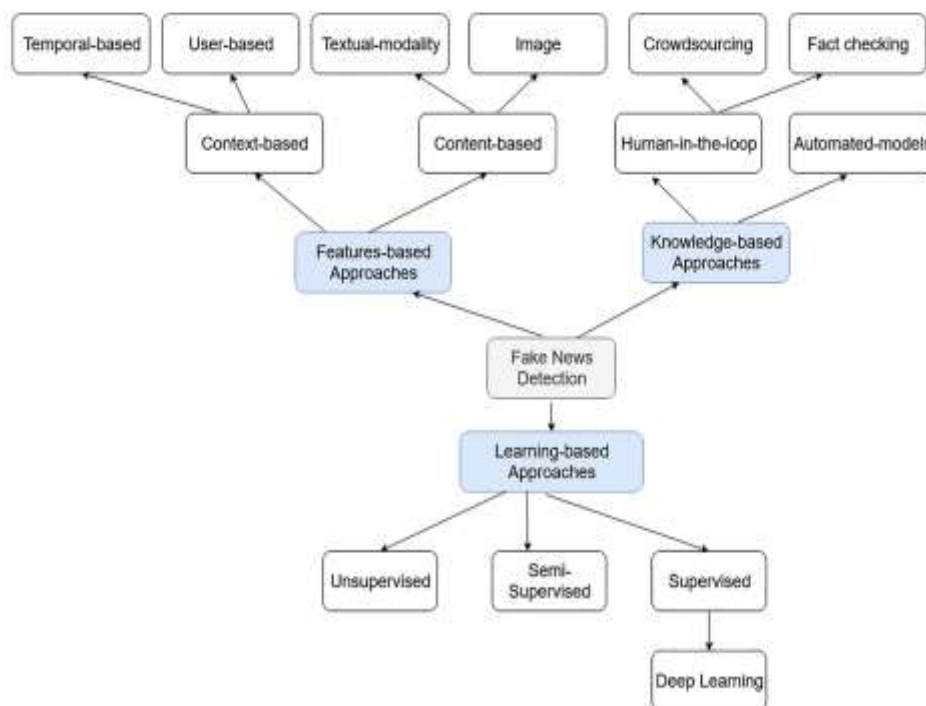 Temporal-based
User-based
Textual-modality
Image
Crowdsourcing
Fact checking
Context-based
Content-based
Human-in-the-loop
Automated-models
Features-based
Approaches
Knowledge-based
Approaches
Fake News
Detection
Learning-based
Approaches
Unsupervised
Semi-
Supervised
Supervised
Deep Learning